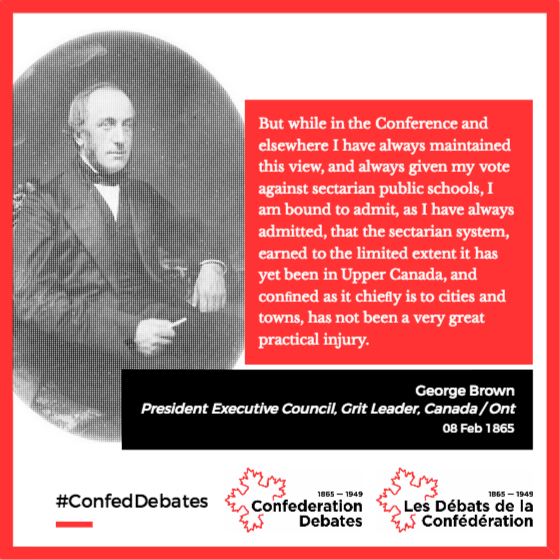 But while in the Conference and
elsewhere I have always maintained
this view, and always given my vote
against sectarian public schools, I
am bound to admit, as I have always
admitted, that the sectarian system,
earned to the limited extent it has
yet been in Upper Canada, and
confined as it chiefly is to cities and
towns, has not been a very great
practical injury.
George Brown
President Executive Council, Grit Leader, Canada / Ont
08 Feb 1865
#ConfedDebates
1865 — 1949
Confederation
Debates
1865 — 1949
Les Débats de la
Confédération